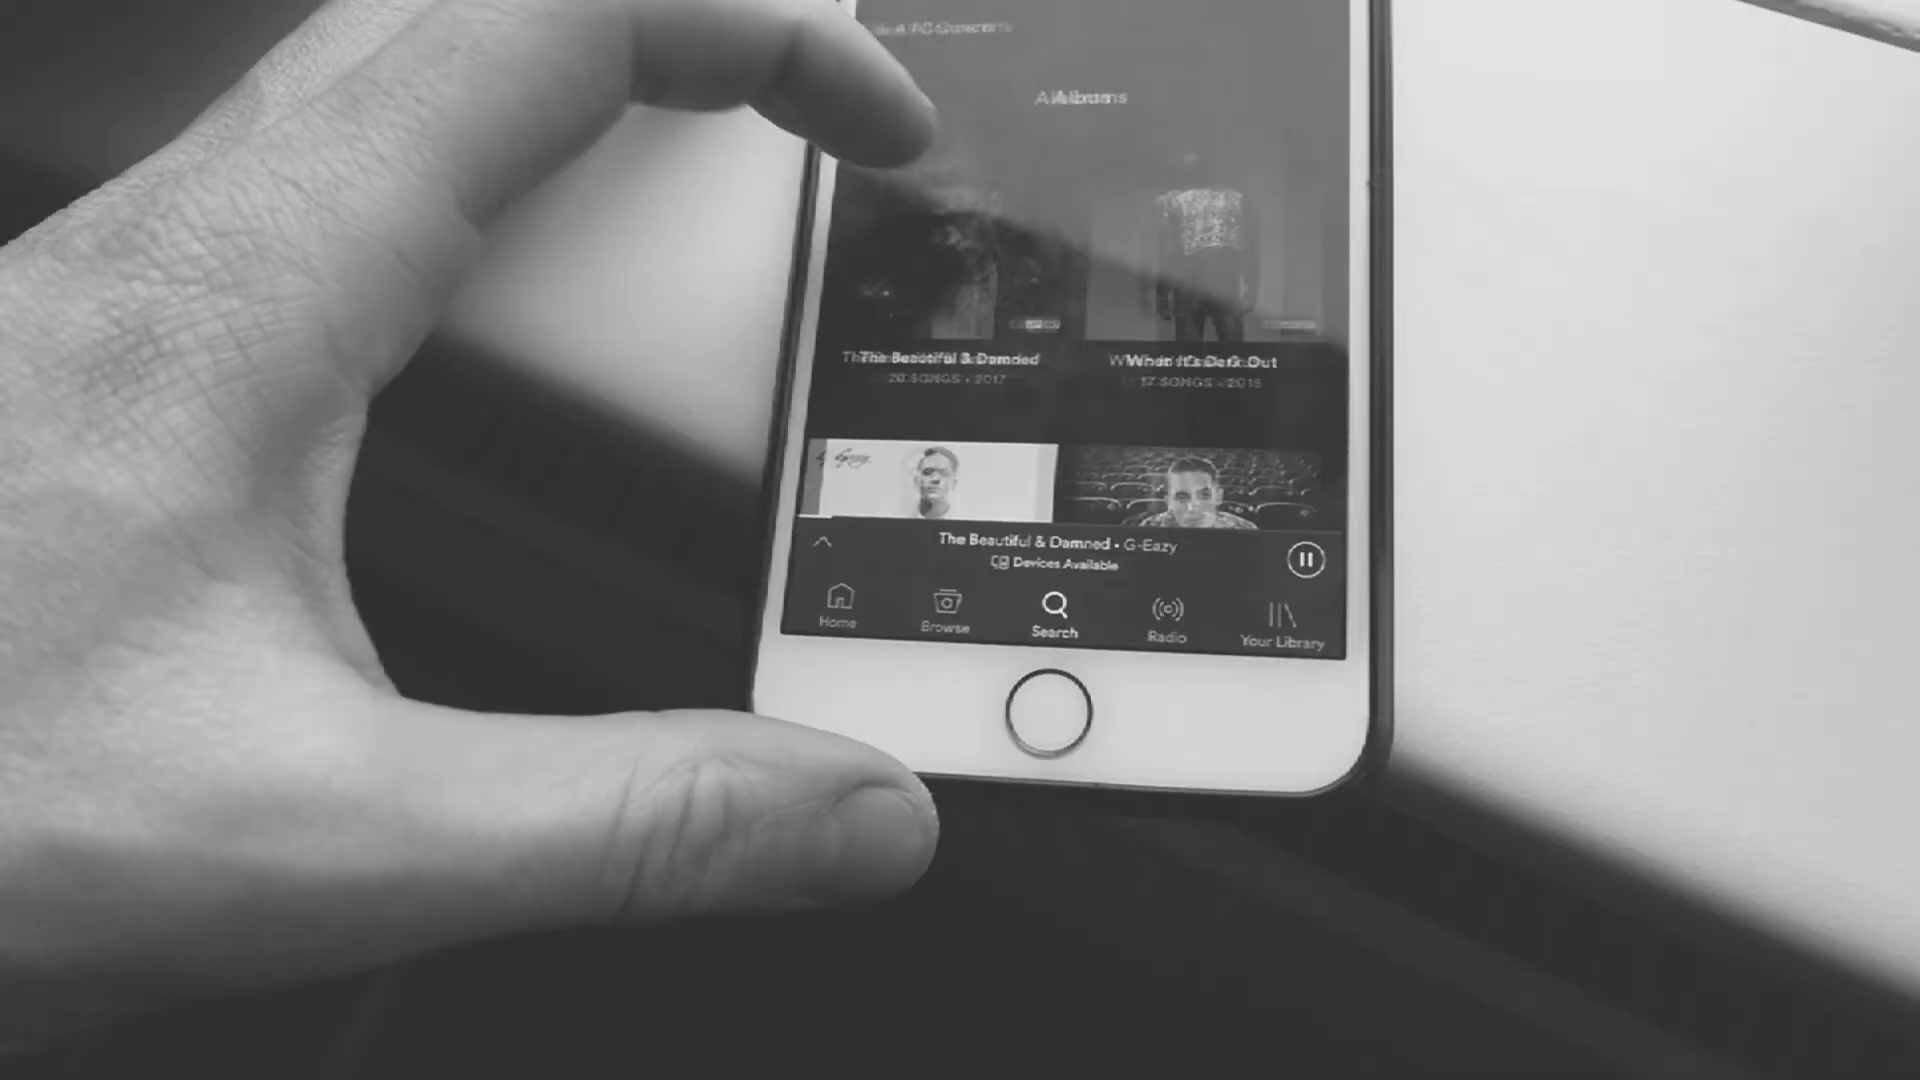 Albums
The Beautiful & Damned
20 SONGS • 2017
When It's Dark Out
17 SONGS • 2015
The Beautiful & Damned • G-Eazy
Devices Available
Home
Browse
Search
Radio
Your Library